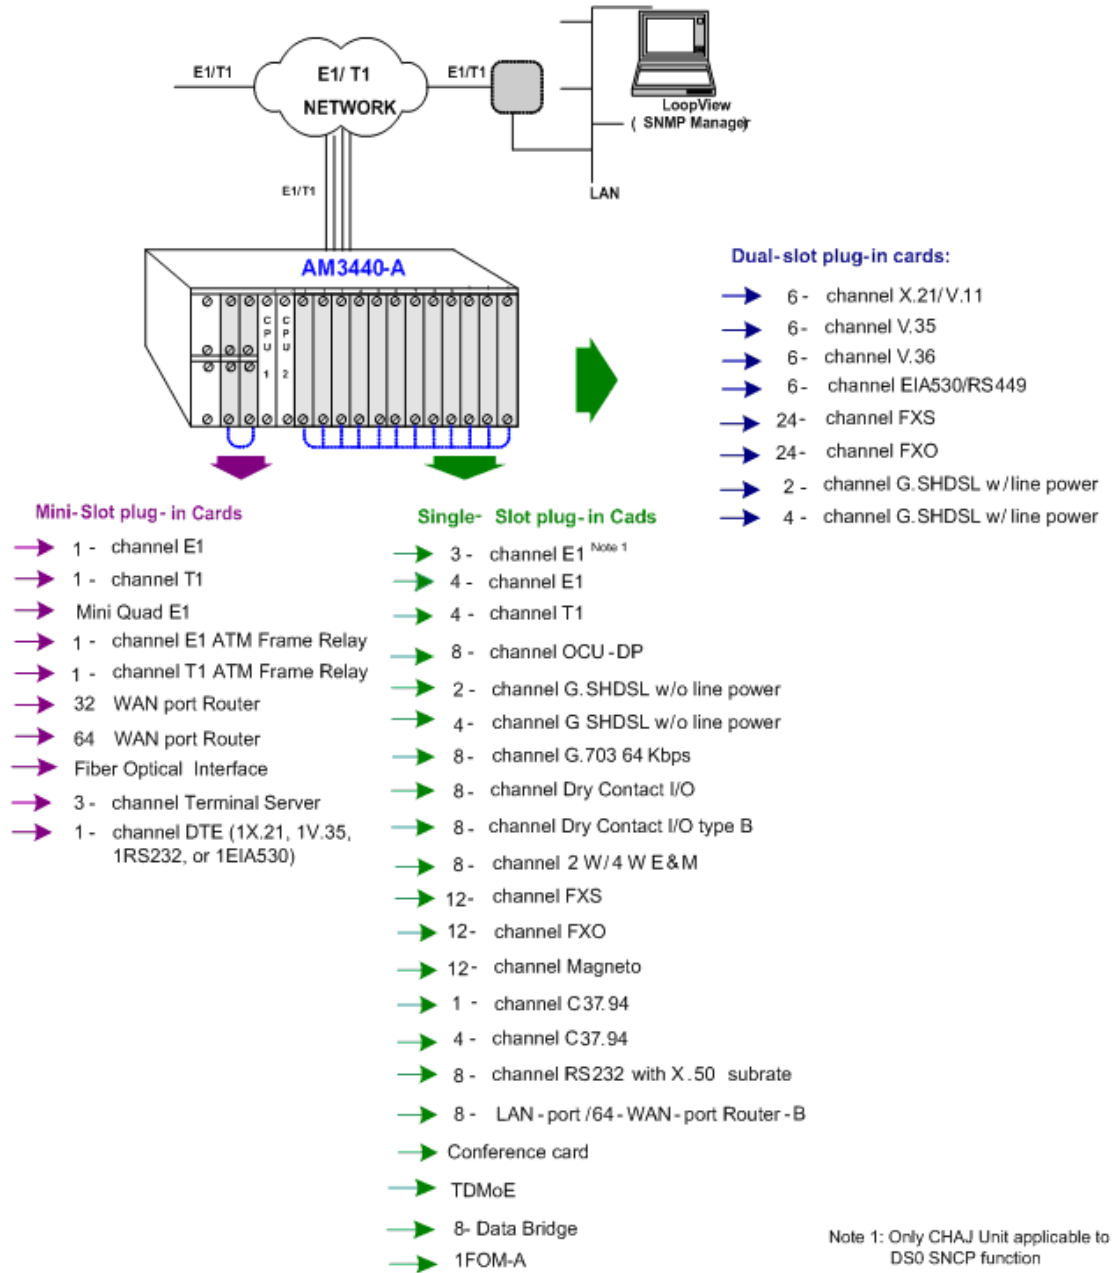 E1/T1
E1/ T1
NETWORK
E1/T1
LoopView
( SNMP Manager)
LAN
E1/T1
AM3440-A
CPU 1
CPU 2
Dual-slot plug-in cards:
6- channel X.21/V.11
6- channel V.35
6- channel V.36
6- channel EIA530/RS449
24- channel FXS
24- channel FXO
2 - channel G.SHDSL w/line power
4 - channel G.SHDSL w/ line power
Mini-Slot plug-in Cards
1 - channel E1
1 - channel T1
Mini Quad E1
1 - channel E1 ATM Frame Relay
1 - channel T1 ATM Frame Relay
32 WAN port Router
64 WAN port Router
Fiber Optical Interface
3 - channel Terminal Server
1 - channel DTE (1X.21, 1V.35,
1RS232, or 1EIA530)
Single- Slot plug-in Cads
3 - channel E1 Note 1
4 - channel E1
4 - channel T1
8 - channel OCU-DP
2 - channel G.SHDSL w/o line power
4 - channel G SHDSL w/o line power
8 - channel G.703 64 Kbps
8 - channel Dry Contact I/O
8 - channel Dry Contact I/O type B
8 - channel 2 W/4 W E&M
12- channel FXS
12- channel FXO
12- channel Magneto
1 - channel C37.94
4 - channel C37.94
8 - channel RS232 with X.50 subrate
8 - LAN-port/64-WAN-port Router-B
Conference card
TDMoE
8- Data Bridge
1FOM-A
Note 1: Only CHAJ Unit applicable to
DS0 SNCP function